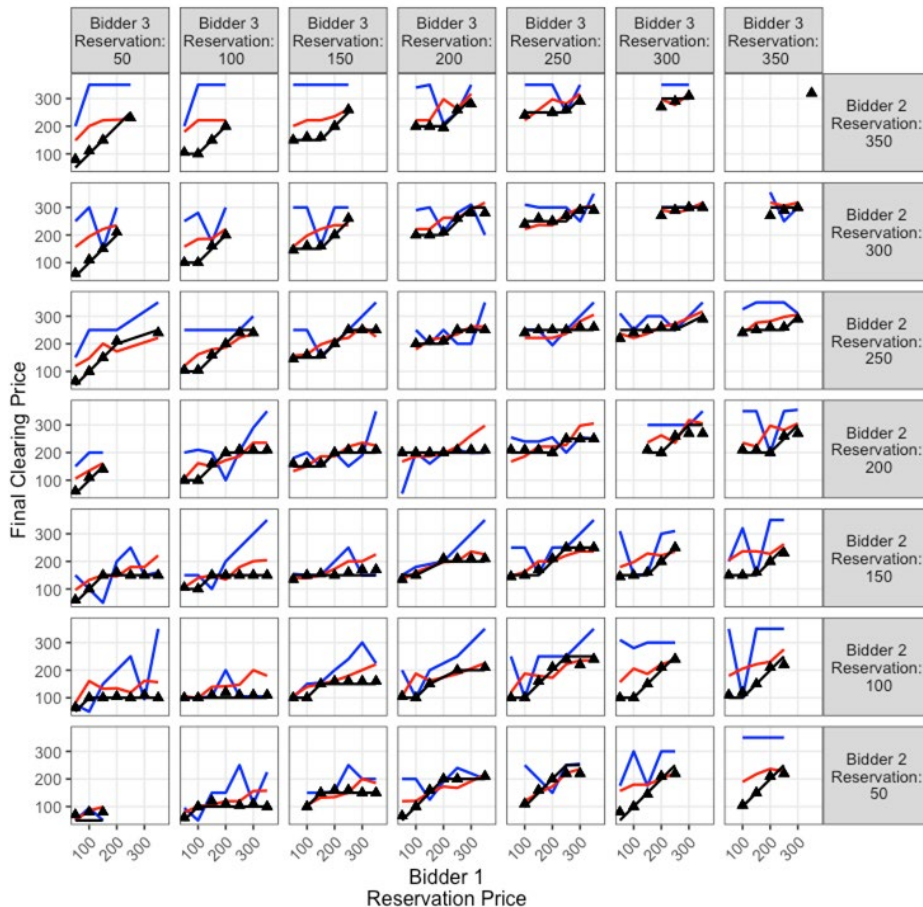 Bidder 3 Reservation: 50
Bidder 3 Reservation: 100
Bidder 3 Reservation: 150
Bidder 3 Reservation: 200
Bidder 3 Reservation: 250
Bidder 3 Reservation: 300
Bidder 3 Reservation: 350
300
200
100
Bidder 2
Reservation:
350
300
200
100
Bidder 2
Reservation:
300
300
200
100
Bidder 2
Reservation:
250
Final Clearing Price
300
200
100
Bidder 2
Reservation:
200
300
200
100
Bidder 2
Reservation:
150
300
200
100
Bidder 2
Reservation:
100
300
200
100
Bidder 2
Reservation:
50
100 200 300 100 200 300 100 200 300 100 200 300 100 200 300 100 200 300 100 200 300
Bidder 1
Reservation Price